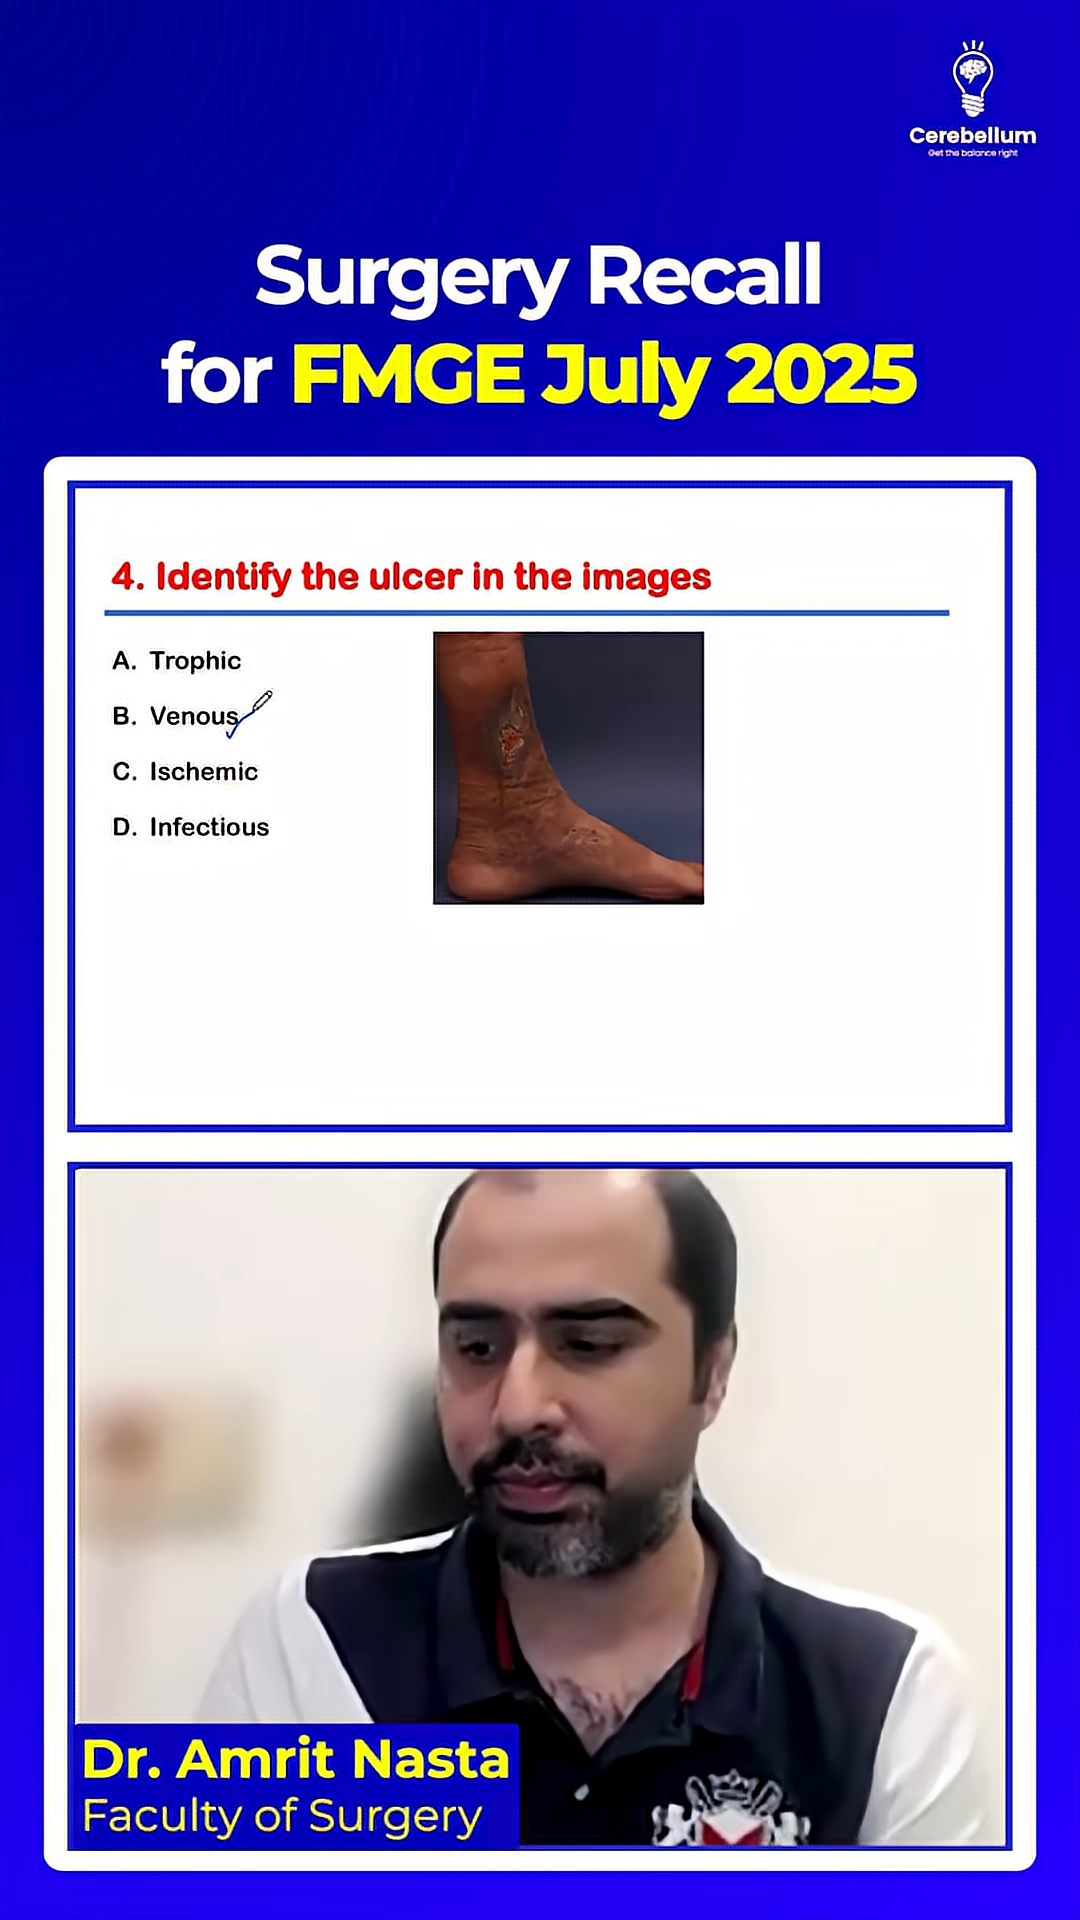 Cerebellum
Get the balance right
Surgery Recall
for FMGE July 2025
4. Identify the ulcer in the images
A. Trophic
B. Venous
C. Ischemic
D. Infectious
Dr. Amrit Nasta
Faculty of Surgery